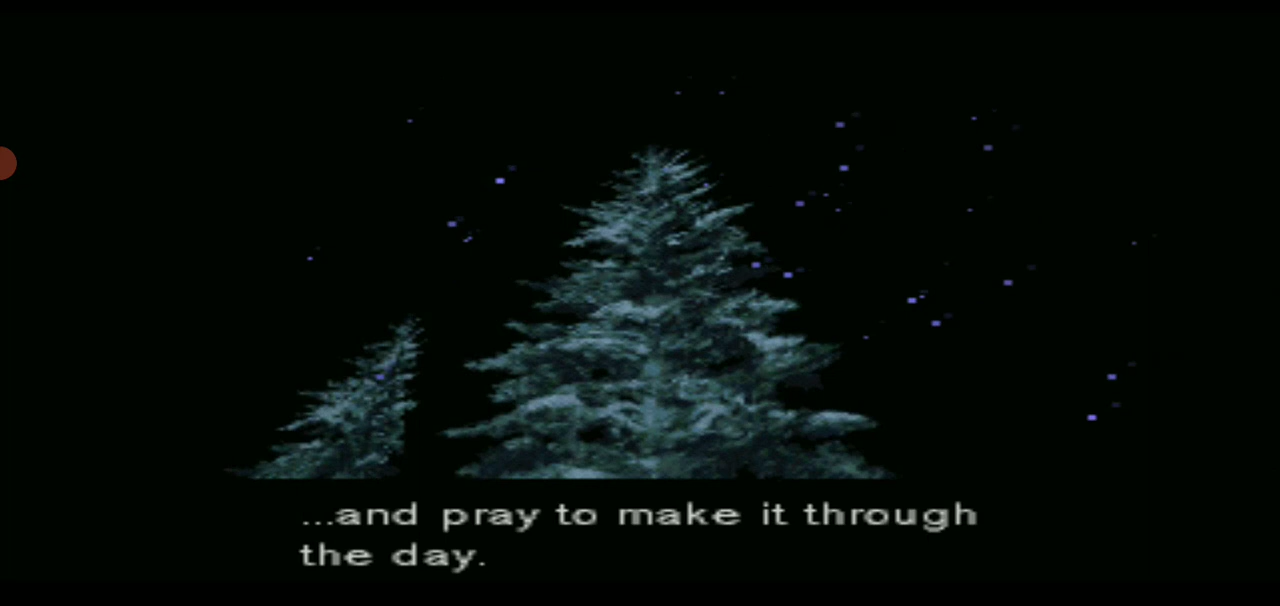 ...and pray to make it through
the day.